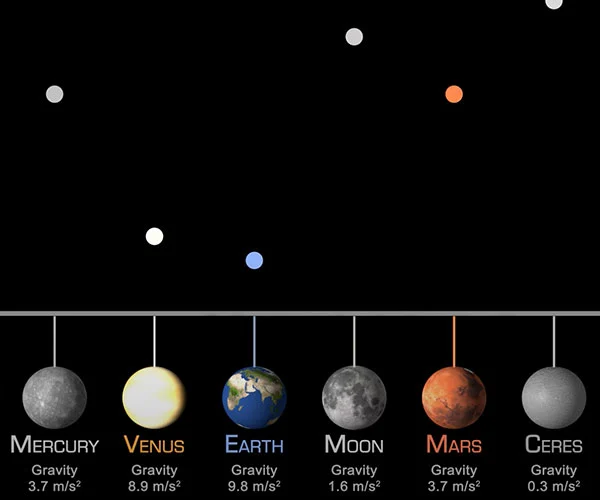 MERCURY VENUS EARTH MOON MARS CERES
Gravity Gravity Gravity Gravity Gravity Gravity
3.7 m/s² 8.9 m/s² 9.8 m/s² 1.6 m/s² 3.7 m/s² 0.3 m/s²